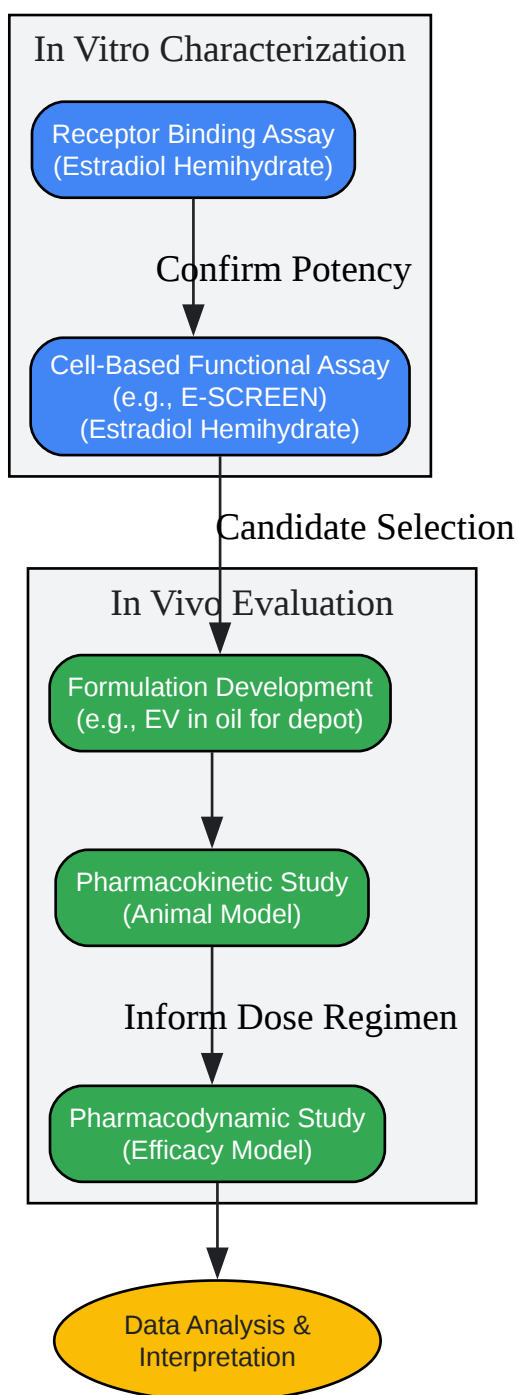 In Vitro Characterization
Receptor Binding Assay
(Estradiol Hemihydrate)
Confirm Potency
Cell-Based Functional Assay
(e.g., E-SCREEN)
(Estradiol Hemihydrate)
Candidate Selection
In Vivo Evaluation
Formulation Development
(e.g., EV in oil for depot)
Pharmacokinetic Study
(Animal Model)
Inform Dose Regimen
Pharmacodynamic Study
(Efficacy Model)
Data Analysis &
Interpretation